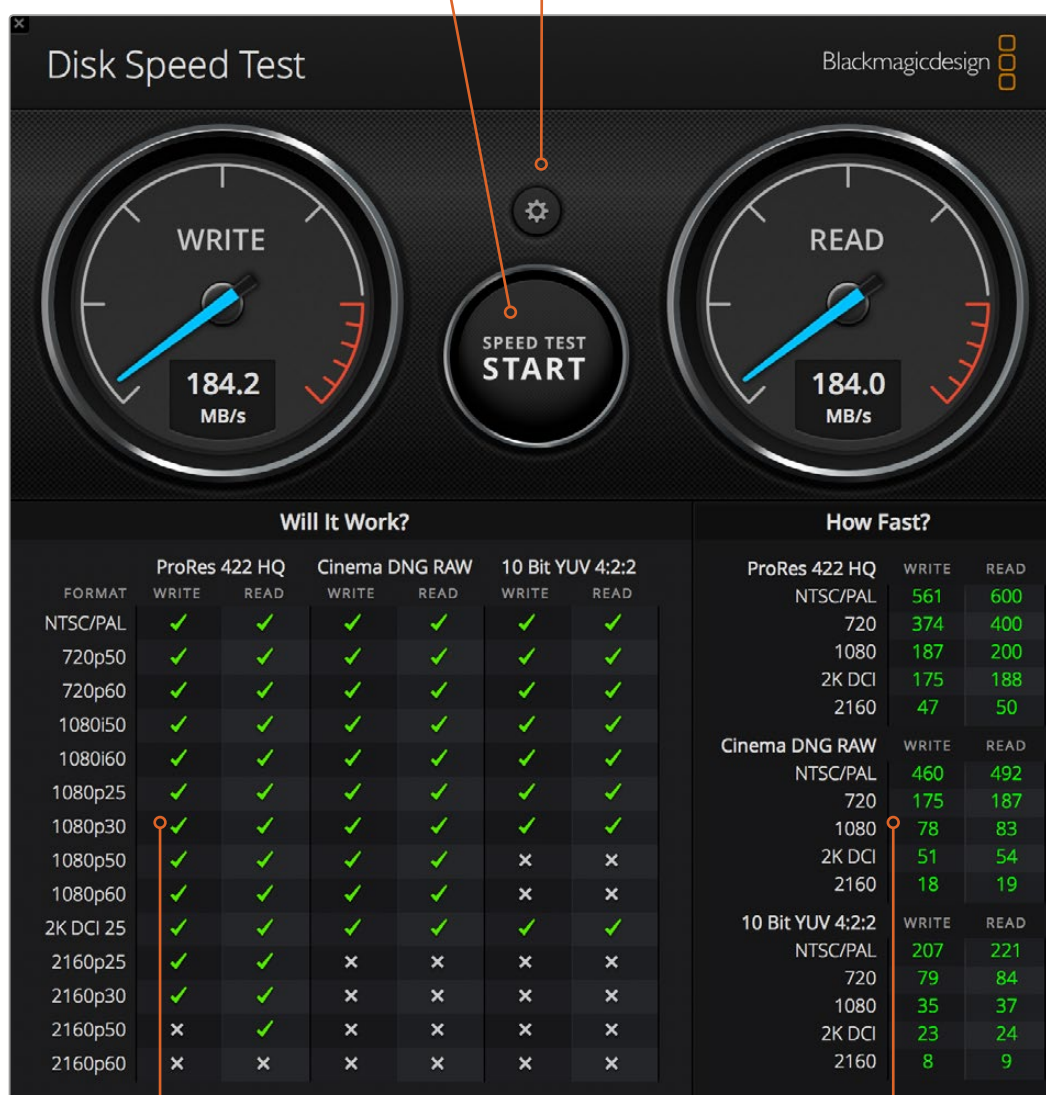 Disk Speed Test
Blackmagicdesign
WRITE
184.2
MB/s
SPEED TEST
START
READ
184.0
MB/s
Will It Work?
ProRes 422 HQ Cinema DNG RAW 10 Bit YUV 4:2:2
FORMAT WRITE READ WRITE READ WRITE READ
NTSC/PAL ✓ ✓ ✓ ✓ ✓ ✓
720p50 ✓ ✓ ✓ ✓ ✓ ✓
720p60 ✓ ✓ ✓ ✓ ✓ ✓
1080i50 ✓ ✓ ✓ ✓ ✓ ✓
1080i60 ✓ ✓ ✓ ✓ ✓ ✓
1080p25 ✓ ✓ ✓ ✓ ✓ ✓
1080p30 ✓ ✓ ✓ ✓ ✓ ✓
1080p50 ✓ ✓ ✓ ✓ × ×
1080p60 ✓ ✓ ✓ ✓ × ×
2K DCI 25 ✓ ✓ ✓ ✓ ✓ ✓
2160p25 ✓ ✓ × × × ×
2160p30 ✓ ✓ × × × ×
2160p50 × ✓ × × × ×
2160p60 × × × × × ×
How Fast?
ProRes 422 HQ WRITE READ
NTSC/PAL 561 600
720 374 400
1080 187 200
2K DCI 175 188
2160 47 50
Cinema DNG RAW WRITE READ
NTSC/PAL 460 492
720 175 187
1080 78 83
2K DCI 51 54
2160 18 19
10 Bit YUV 4:2:2 WRITE READ
NTSC/PAL 207 221
720 79 84
1080 35 37
2K DCI 23 24
2160 8 9